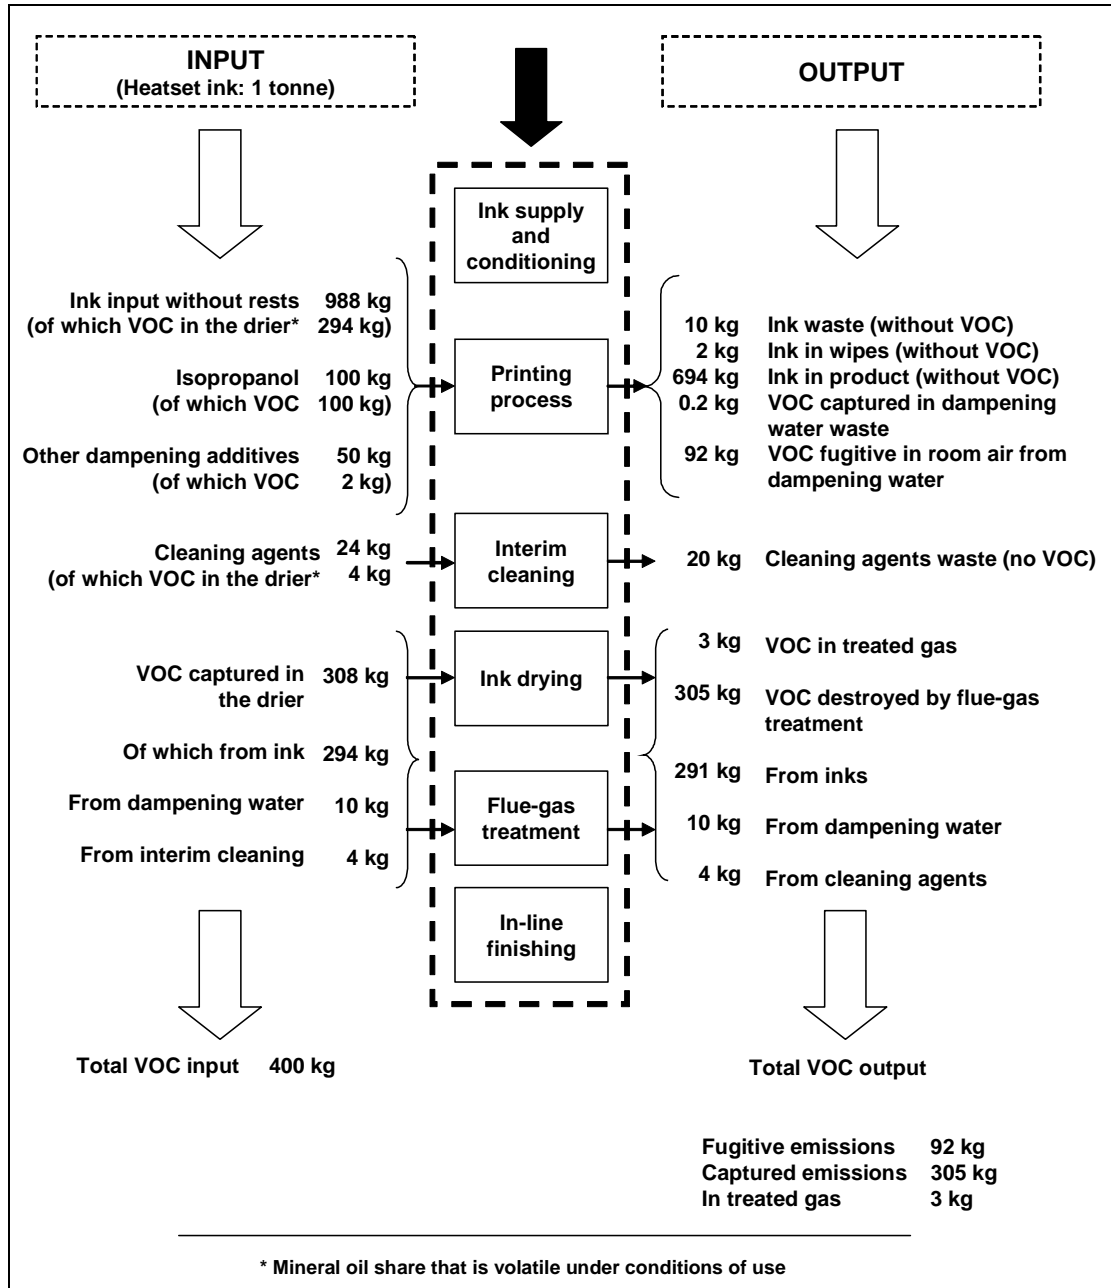 INPUT
(Heatset ink: 1 tonne)
OUTPUT
Ink supply
and
conditioning
Ink input without rests 988 kg
(of which VOC in the drier* 294 kg)
Isopropanol 100 kg
(of which VOC 100 kg)
Other dampening additives 50 kg
(of which VOC 2 kg)
Printing
process
10 kg Ink waste (without VOC)
2 kg Ink in wipes (without VOC)
694 kg Ink in product (without VOC)
0.2 kg VOC captured in dampening
water waste
92 kg VOC fugitive in room air from
dampening water
Cleaning agents 24 kg
(of which VOC in the drier* 4 kg
Interim
cleaning
20 kg Cleaning agents waste (no VOC)
VOC captured in 308 kg
the drier
Of which from ink 294 kg
From dampening water 10 kg
From interim cleaning 4 kg
Ink drying
Flue-gas
treatment
In-line
finishing
3 kg VOC in treated gas
305 kg VOC destroyed by flue-gas
treatment
291 kg From inks
10 kg From dampening water
4 kg From cleaning agents
Total VOC input 400 kg
Total VOC output
Fugitive emissions 92 kg
Captured emissions 305 kg
In treated gas 3 kg
* Mineral oil share that is volatile under conditions of use